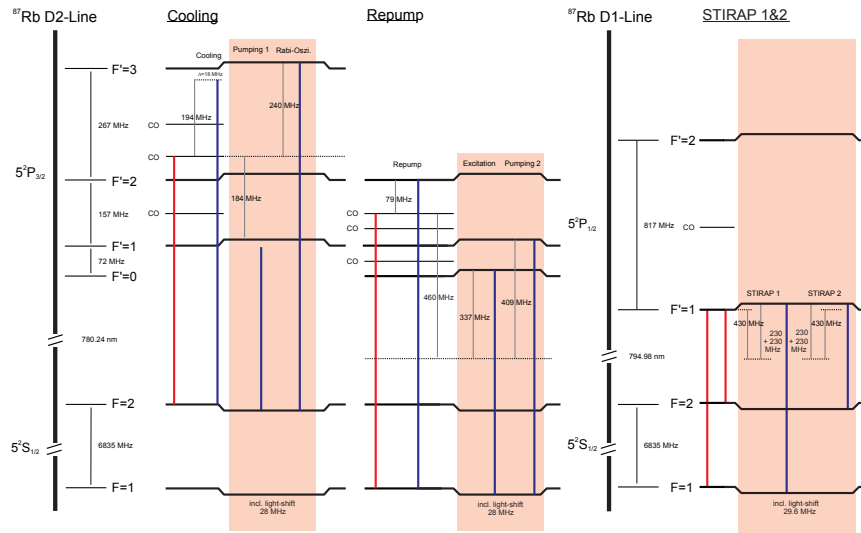 ⁸⁷Rb D2-Line
Cooling
Repump
⁸⁷Rb D1-Line
STIRAP 1&2
Cooling
Pumping 1
Rabi-Oszi.
F'=3
Δ=18 MHz
194 MHz
240 MHz
CO
267 MHz
CO
5²P₃/₂
F'=2
184 MHz
157 MHz
CO
F'=1
72 MHz
F'=0
780.24 nm
F=2
5²S₁/₂
6835 MHz
F=1
incl. light-shift
28 MHz
Repump
Excitation
Pumping 2
79 MHz
CO
CO
CO
460 MHz
337 MHz
409 MHz
incl. light-shift
28 MHz
F'=2
5²P₁/₂
817 MHz
CO
STIRAP 1
STIRAP 2
F'=1
430 MHz
230
+ 230
MHz
230
+ 230
MHz
430 MHz
794.98 nm
F=2
5²S₁/₂
6835 MHz
F=1
incl. light-shift
29.6 MHz